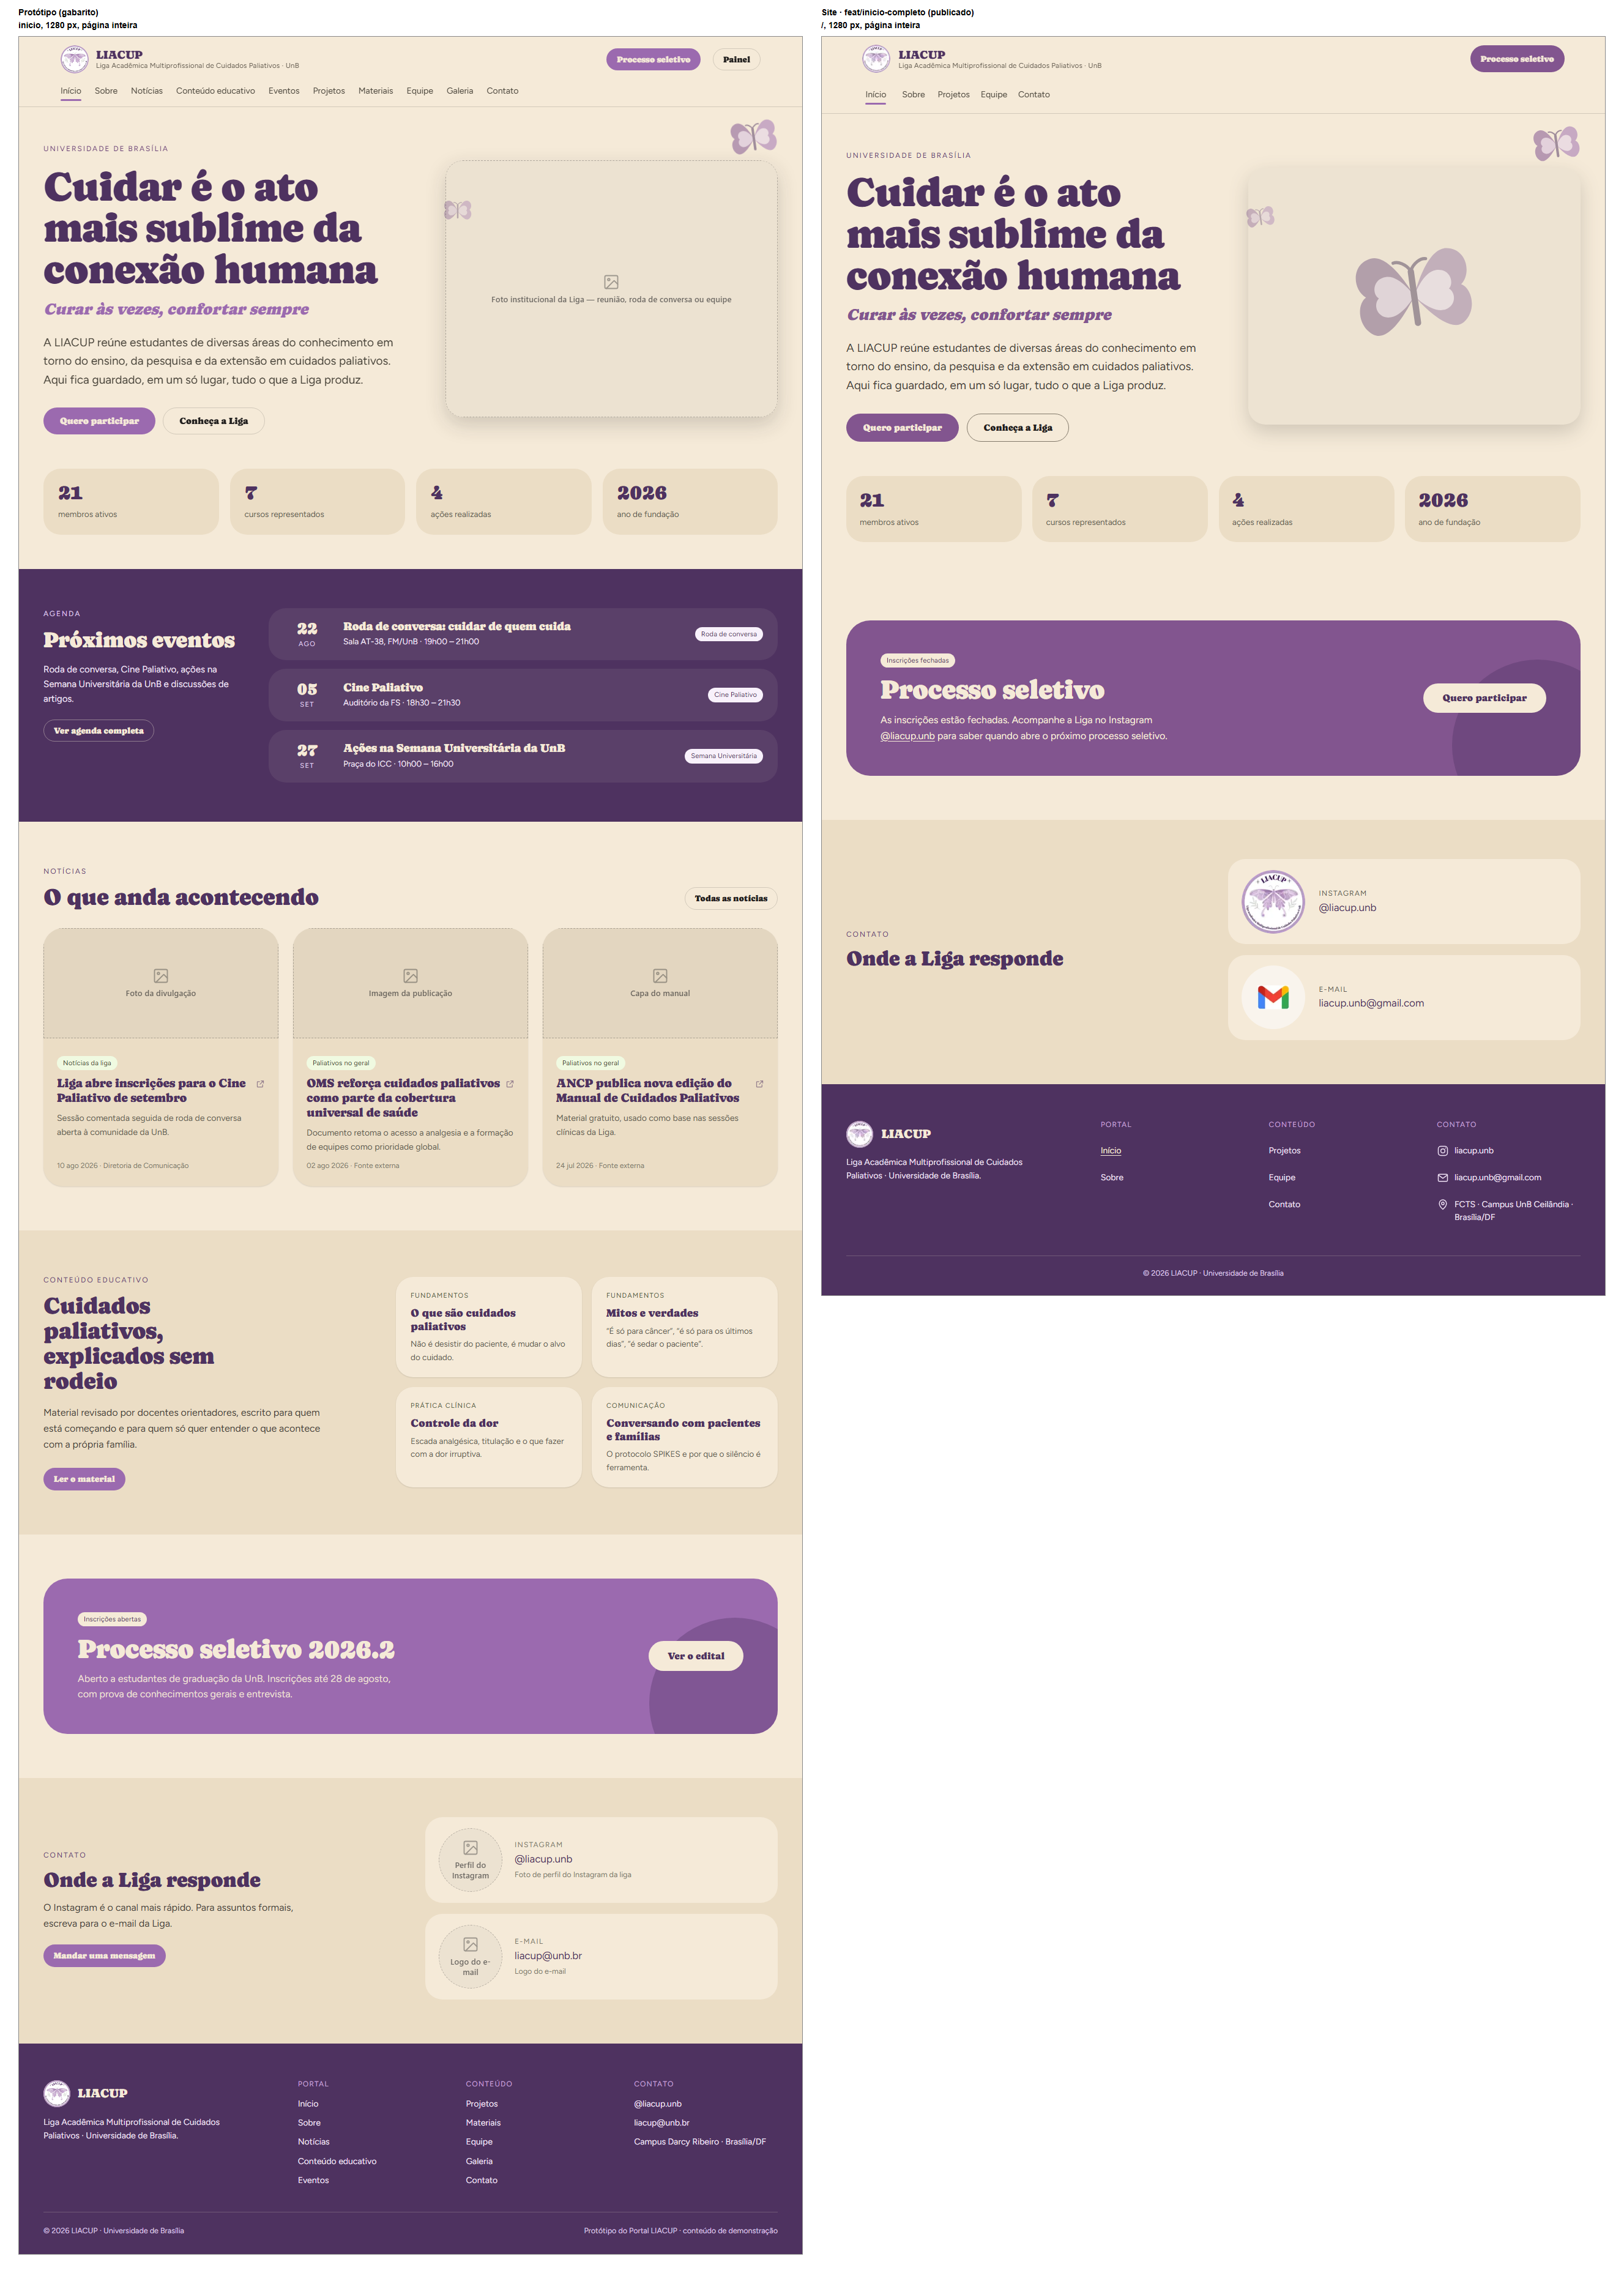 Protótipo (gabarito)
inicio, 1280 px, página inteira
LIACUP
Liga Acadêmica Multiprofissional de Cuidados Paliativos · UnB
Processo seletivo
Painel
Início
Sobre
Notícias
Conteúdo educativo
Eventos
Projetos
Materiais
Equipe
Galeria
Contato
UNIVERSIDADE DE BRASÍLIA
Cuidar é o ato
mais sublime da
conexão humana
Curar às vezes, confortar sempre
A LIACUP reúne estudantes de diversas áreas do conhecimento em
torno do ensino, da pesquisa e da extensão em cuidados paliativos.
Aqui fica guardado, em um só lugar, tudo o que a Liga produz.
Quero participar
Conheça a Liga
Foto institucional da Liga — reunião, roda de conversa ou equipe
21
membros ativos
7
cursos representados
4
ações realizadas
2026
ano de fundação
AGENDA
Próximos eventos
Roda de conversa, Cine Paliativo, ações na
Semana Universitária da UnB e discussões de
artigos.
Ver agenda completa
22
AGO
Roda de conversa: cuidar de quem cuida
Sala AT-38, FM/UnB · 19h00 – 21h00
Roda de conversa
05
SET
Cine Paliativo
Auditório da FS · 18h30 – 21h30
Cine Paliativo
27
SET
Ações na Semana Universitária da UnB
Praça do ICC · 10h00 – 16h00
Semana Universitária
NOTÍCIAS
O que anda acontecendo
Todas as notícias
Foto da divulgação
Notícias da liga
Liga abre inscrições para o Cine
Paliativo de setembro
Sessão comentada seguida de roda de conversa
aberta à comunidade da UnB.
10 ago 2026 · Diretoria de Comunicação
Imagem da publicação
Paliativos no geral
OMS reforça cuidados paliativos
como parte da cobertura
universal de saúde
Documento retoma o acesso a analgesia e a formação
de equipes como prioridade global.
02 ago 2026 · Fonte externa
Capa do manual
Paliativos no geral
ANCP publica nova edição do
Manual de Cuidados Paliativos
Material gratuito, usado como base nas sessões
clínicas da Liga.
24 jul 2026 · Fonte externa
CONTEÚDO EDUCATIVO
Cuidados
paliativos,
explicados sem
rodeio
Material revisado por docentes orientadores, escrito para quem
está começando e para quem só quer entender o que acontece
com a própria família.
Ler o material
FUNDAMENTOS
O que são cuidados
paliativos
Não é desistir do paciente, é mudar o alvo
do cuidado.
FUNDAMENTOS
Mitos e verdades
"É só para câncer", "é só para os últimos
dias", "é sedar o paciente".
PRÁTICA CLÍNICA
Controle da dor
Escada analgésica, titulação e o que fazer
com a dor irruptiva.
COMUNICAÇÃO
Conversando com pacientes
e famílias
O protocolo SPIKES e por que o silêncio é
ferramenta.
Inscrições abertas
Processo seletivo 2026.2
Aberto a estudantes de graduação da UnB. Inscrições até 28 de agosto,
com prova de conhecimentos gerais e entrevista.
Ver o edital
CONTATO
Onde a Liga responde
O Instagram é o canal mais rápido. Para assuntos formais,
escreva para o e-mail da Liga.
Mandar uma mensagem
Perfil do
Instagram
INSTAGRAM
@liacup.unb
Foto de perfil do Instagram da liga
Logo do e-
mail
E-MAIL
liacup@unb.br
Logo do e-mail
LIACUP
Liga Acadêmica Multiprofissional de Cuidados
Paliativos · Universidade de Brasília.
PORTAL
Início
Sobre
Notícias
Conteúdo educativo
Eventos
CONTEÚDO
Projetos
Materiais
Equipe
Galeria
Contato
CONTATO
@liacup.unb
liacup@unb.br
Campus Darcy Ribeiro · Brasília/DF
© 2026 LIACUP · Universidade de Brasília
Protótipo do Portal LIACUP · conteúdo de demonstração
Site · feat/inicio-completo (publicado)
/, 1280 px, página inteira
LIACUP
Liga Acadêmica Multiprofissional de Cuidados Paliativos · UnB
Processo seletivo
Início
Sobre
Projetos
Equipe
Contato
UNIVERSIDADE DE BRASÍLIA
Cuidar é o ato
mais sublime da
conexão humana
Curar às vezes, confortar sempre
A LIACUP reúne estudantes de diversas áreas do conhecimento em
torno do ensino, da pesquisa e da extensão em cuidados paliativos.
Aqui fica guardado, em um só lugar, tudo o que a Liga produz.
Quero participar
Conheça a Liga
21
membros ativos
7
cursos representados
4
ações realizadas
2026
ano de fundação
Inscrições fechadas
Processo seletivo
As inscrições estão fechadas. Acompanhe a Liga no Instagram
@liacup.unb para saber quando abre o próximo processo seletivo.
Quero participar
CONTATO
Onde a Liga responde
LIACUP
INSTAGRAM
@liacup.unb
E-MAIL
liacup.unb@gmail.com
LIACUP
Liga Acadêmica Multiprofissional de Cuidados
Paliativos · Universidade de Brasília.
PORTAL
Início
Sobre
CONTEÚDO
Projetos
Equipe
Contato
CONTATO
liacup.unb
liacup.unb@gmail.com
FCTS · Campus UnB Ceilândia ·
Brasília/DF
© 2026 LIACUP · Universidade de Brasília